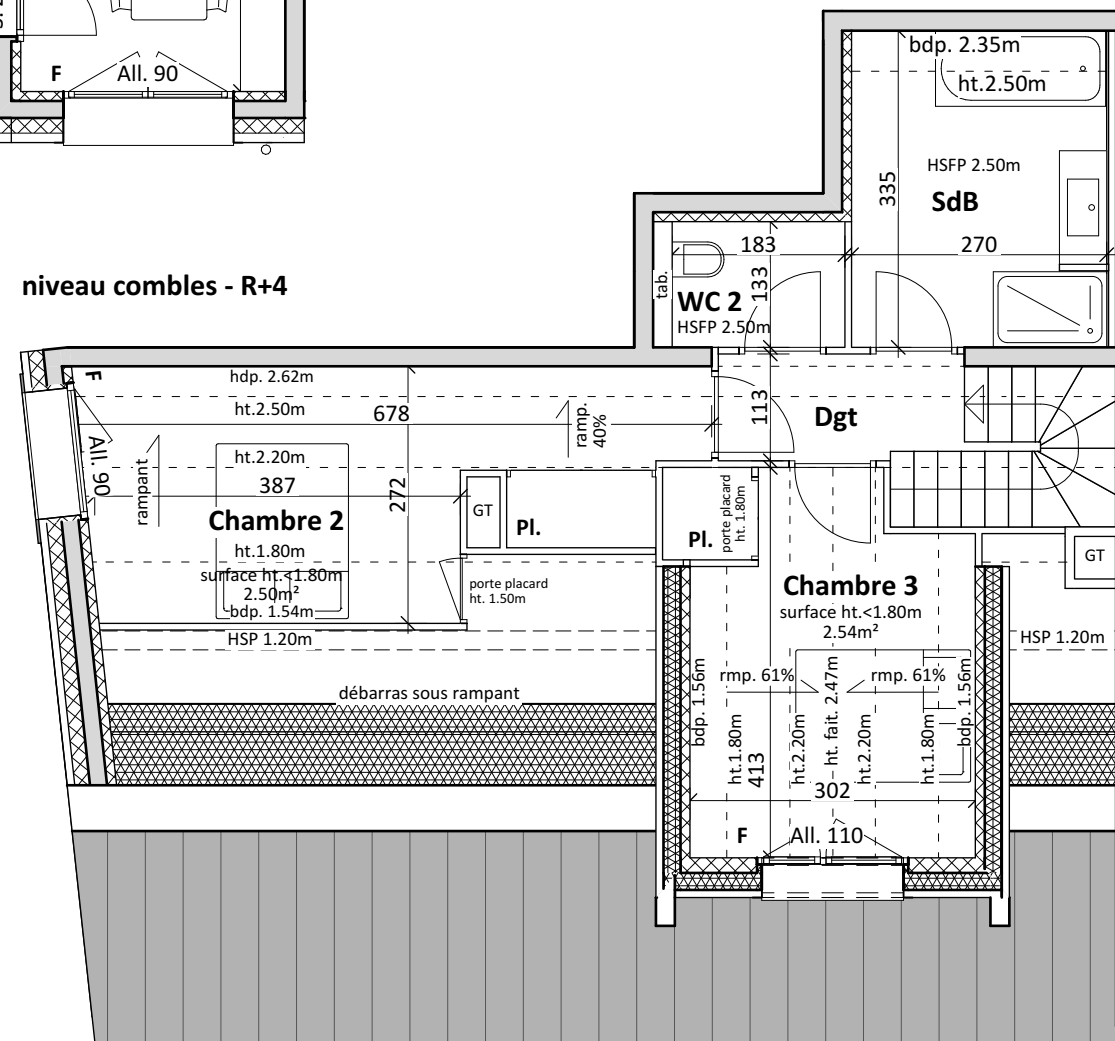 F
All. 90
niveau combles - R+4
bdp. 2.35m
ht.2.50m
HSFP 2.50m
SdB
335
270
183
133
tab.
WC 2
HSFP 2.50m
F
hdp. 2.62m
ht.2.50m
678
ramp.
40%
113
Dgt
All. 90
rampant
ht.2.20m
387
272
Chambre 2
ht.1.80m
surface ht.<1.80m
2.50m²
bdp. 1.54m
HSP 1.20m
GT
Pl.
porte placard
ht. 1.50m
Pl.
porte placard
ht. 1.80m
GT
Chambre 3
surface ht.<1.80m
2.54m²
HSP 1.20m
débarras sous rampant
bdp. 1.56m
rmp. 61%
rmp. 61%
ht.1.80m
413
ht.2.20m
ht. fait. 2.47m
ht.2.20m
ht.1.80m
bdp. 1.56m
302
F
All. 110